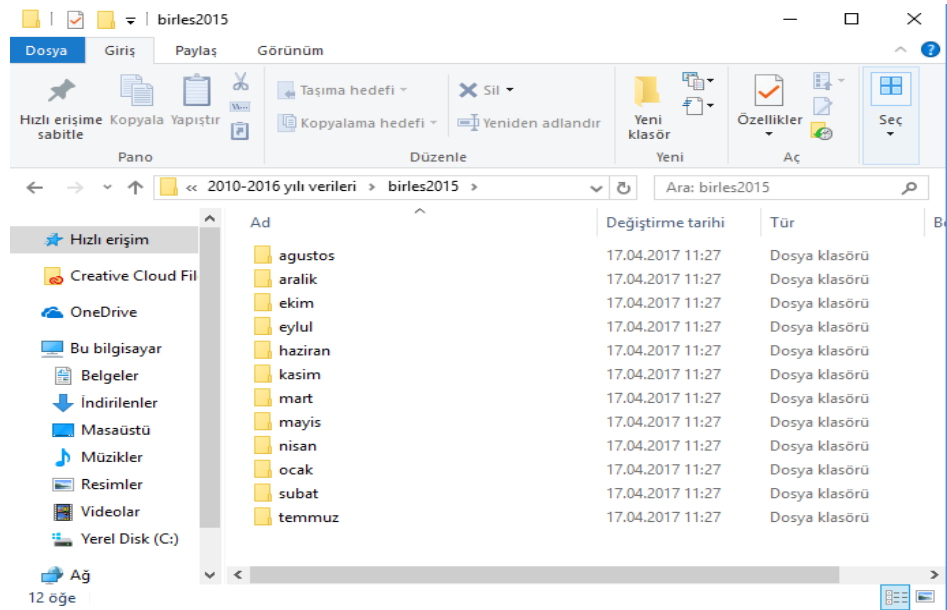 birles2015
Dosya Giriş Paylaş Görünüm
Hızlı erişime sabitle
Kopyala
Yapıştır
Pano
Taşıma hedefi
Kopyalama hedefi
Sil
Yeniden adlandır
Düzenle
Yeni klasör
Yeni
Özellikler
Aç
Seç
« 2010-2016 yılı verileri > birles2015 >
Ara: birles2015
Hızlı erişim
Creative Cloud Fil
OneDrive
Bu bilgisayar
Belgeler
İndirilenler
Masaüstü
Müzikler
Resimler
Videolar
Yerel Disk (C:)
Ağ
Ad Değiştirme tarihi Tür
agustos 17.04.2017 11:27 Dosya klasörü
aralik 17.04.2017 11:27 Dosya klasörü
ekim 17.04.2017 11:27 Dosya klasörü
eylul 17.04.2017 11:27 Dosya klasörü
haziran 17.04.2017 11:27 Dosya klasörü
kasim 17.04.2017 11:27 Dosya klasörü
mart 17.04.2017 11:27 Dosya klasörü
mayis 17.04.2017 11:27 Dosya klasörü
nisan 17.04.2017 11:27 Dosya klasörü
ocak 17.04.2017 11:27 Dosya klasörü
subat 17.04.2017 11:27 Dosya klasörü
temmuz 17.04.2017 11:27 Dosya klasörü
12 öğe